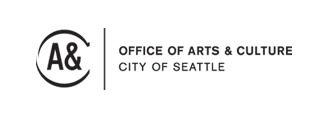 A&
OFFICE OF ARTS & CULTURE
CITY OF SEATTLE